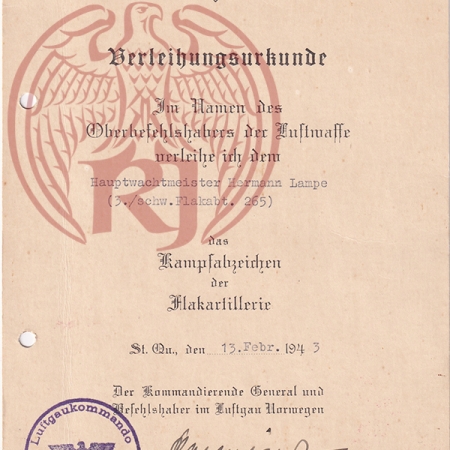 Verleihungsurkunde
Im Namen des
Oberbefehlshabers der Luftwaffe
verleihe ich dem
Hauptwachtmeister Hermann Lampe
(3./schw.Flakabt. 265)
das
Kampfabzeichen
der
Flakartillerie
St. Qu., den 13.Febr. 1943
Der Kommandierende General und
Befehlshaber im Luftgau Norwegen
Luftgaukommando
RJ